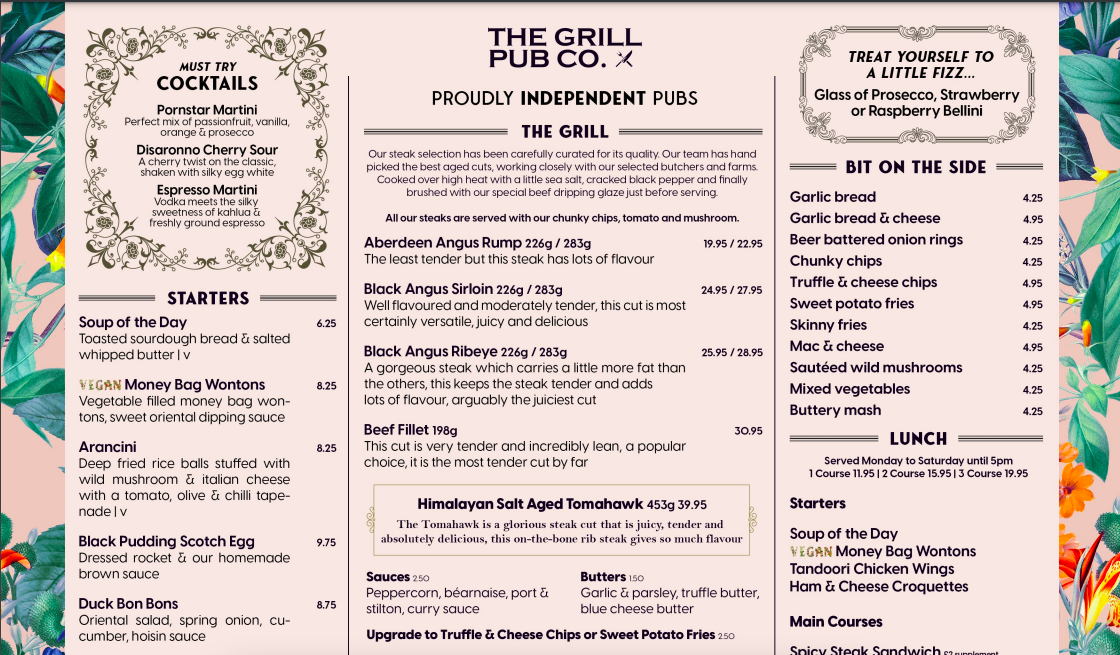 MUST TRY
COCKTAILS
Pornstar Martini
Perfect mix of passionfruit, vanilla,
orange & prosecco
Disaronno Cherry Sour
A cherry twist on the classic,
shaken with silky egg white
Espresso Martini
Vodka meets the silky
sweetness of kahlua &
freshly ground espresso
STARTERS
Soup of the Day 6.25
Toasted sourdough bread & salted
whipped butter | v
VEGAN Money Bag Wontons 8.25
Vegetable filled money bag won-
tons, sweet oriental dipping sauce
Arancini 8.25
Deep fried rice balls stuffed with
wild mushroom & italian cheese
with a tomato, olive & chilli tape-
nade | v
Black Pudding Scotch Egg 9.75
Dressed rocket & our homemade
brown sauce
Duck Bon Bons 8.75
Oriental salad, spring onion, cu-
cumber, hoisin sauce
THE GRILL
PUB CO.
PROUDLY INDEPENDENT PUBS
THE GRILL
Our steak selection has been carefully curated for its quality. Our team has hand
picked the best aged cuts, working closely with our selected butchers and farms.
Cooked over high heat with a little sea salt, cracked black pepper and finally
brushed with our special beef dripping glaze just before serving.
All our steaks are served with our chunky chips, tomato and mushroom.
Aberdeen Angus Rump 226g / 283g 19.95 / 22.95
The least tender but this steak has lots of flavour
Black Angus Sirloin 226g / 283g 24.95 / 27.95
Well flavoured and moderately tender, this cut is most
certainly versatile, juicy and delicious
Black Angus Ribeye 226g / 283g 25.95 / 28.95
A gorgeous steak which carries a little more fat than
the others, this keeps the steak tender and adds
lots of flavour, arguably the juiciest cut
Beef Fillet 198g 30.95
This cut is very tender and incredibly lean, a popular
choice, it is the most tender cut by far
Himalayan Salt Aged Tomahawk 453g 39.95
The Tomahawk is a glorious steak cut that is juicy, tender and
absolutely delicious, this on-the-bone rib steak gives so much flavour
Sauces 2.50
Peppercorn, béarnaise, port &
stilton, curry sauce
Butters 1.50
Garlic & parsley, truffle butter,
blue cheese butter
Upgrade to Truffle & Cheese Chips or Sweet Potato Fries 2.50
TREAT YOURSELF TO
A LITTLE FIZZ...
Glass of Prosecco, Strawberry
or Raspberry Bellini
BIT ON THE SIDE
Garlic bread 4.25
Garlic bread & cheese 4.95
Beer battered onion rings 4.25
Chunky chips 4.25
Truffle & cheese chips 4.95
Sweet potato fries 4.95
Skinny fries 4.25
Mac & cheese 4.95
Sautéed wild mushrooms 4.25
Mixed vegetables 4.25
Buttery mash 4.25
LUNCH
Served Monday to Saturday until 5pm
1 Course 11.95 | 2 Course 15.95 | 3 Course 19.95
Starters
Soup of the Day
VEGAN Money Bag Wontons
Tandoori Chicken Wings
Ham & Cheese Croquettes
Main Courses
Spicy Steak Sandwich £2 supplement